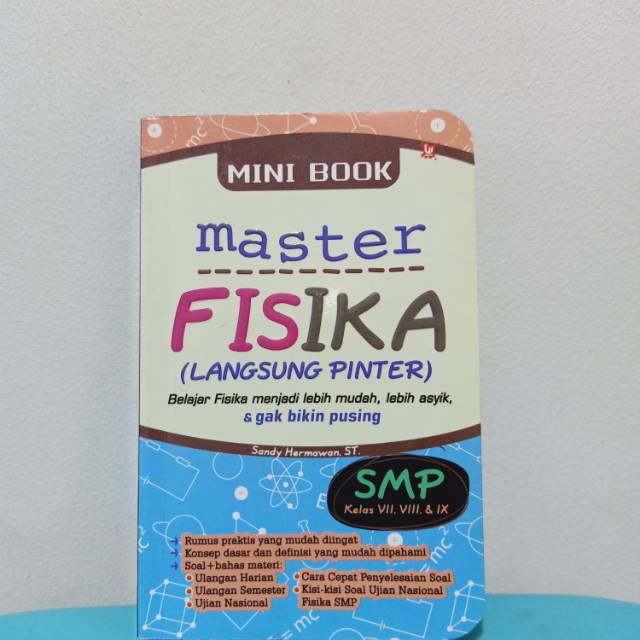 MINI BOOK
master
FISIKA
(LANGSUNG PINTER)
Belajar Fisika menjadi lebih mudah, lebih asyik,
& gak bikin pusing
Sandy Hermawan, ST.
SMP
Kelas VII, VIII, & IX
Rumus praktis yang mudah diingat
Konsep dasar dan definisi yang mudah dipahami
Soal+bahas materi:
• Ulangan Harian
• Ulangan Semester
• Ujian Nasional
• Cara Cepat Penyelesaian Soal
• Kisi-kisi Soal Ujian Nasional
Fisika SMP